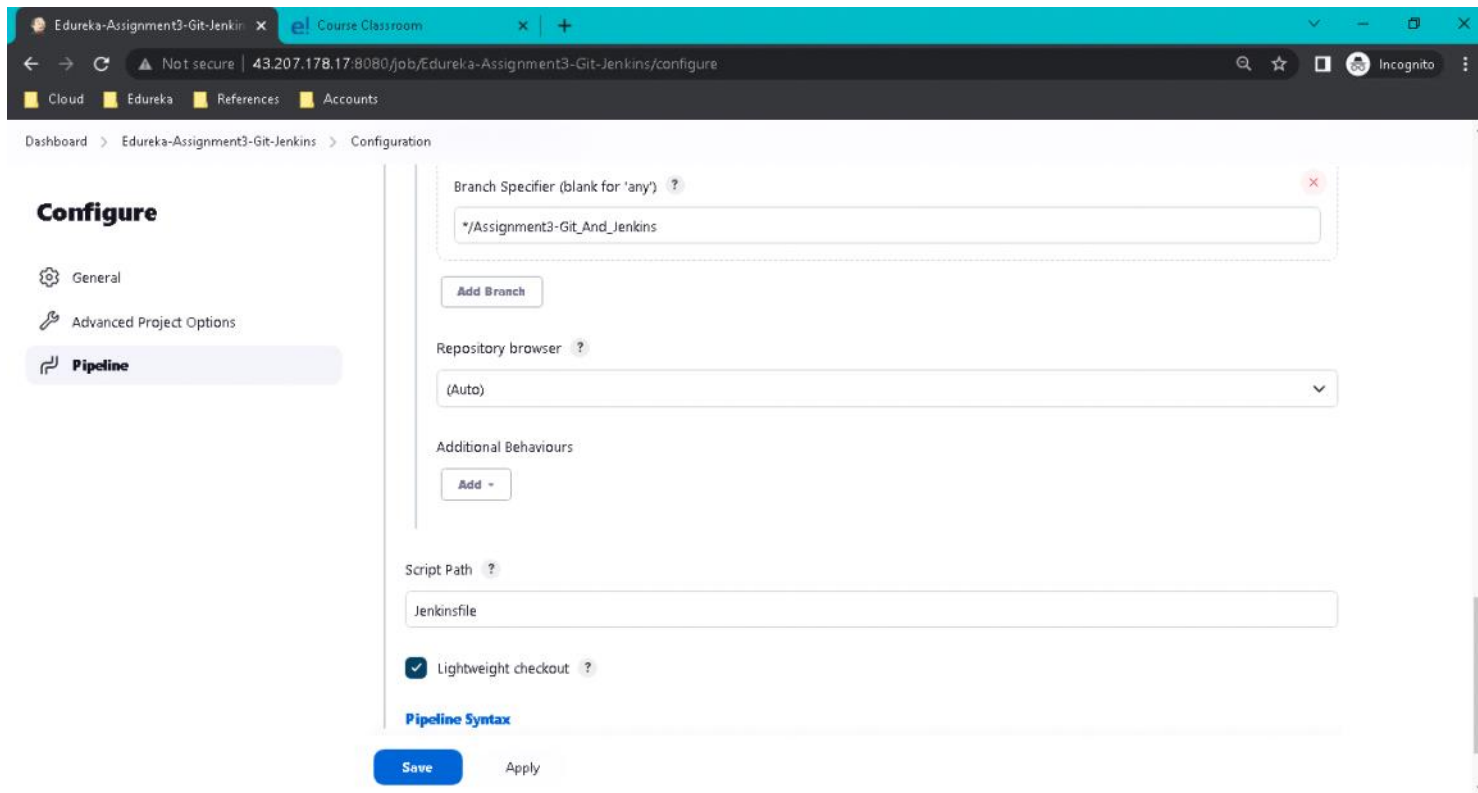 Edureka-Assignment3-Git-Jenkin
e! Course Classroom
Not secure | 43.207.178.17:8080/job/Edureka-Assignment3-Git-Jenkins/configure
Incognito
Cloud Edureka References Accounts
Dashboard > Edureka-Assignment3-Git-Jenkins > Configuration
Configure
General
Advanced Project Options
Pipeline
Branch Specifier (blank for 'any') ?
*/Assignment3-Git_And_Jenkins
Add Branch
Repository browser ?
(Auto)
Additional Behaviours
Add
Script Path ?
Jenkinsfile
Lightweight checkout ?
Pipeline Syntax
Save Apply